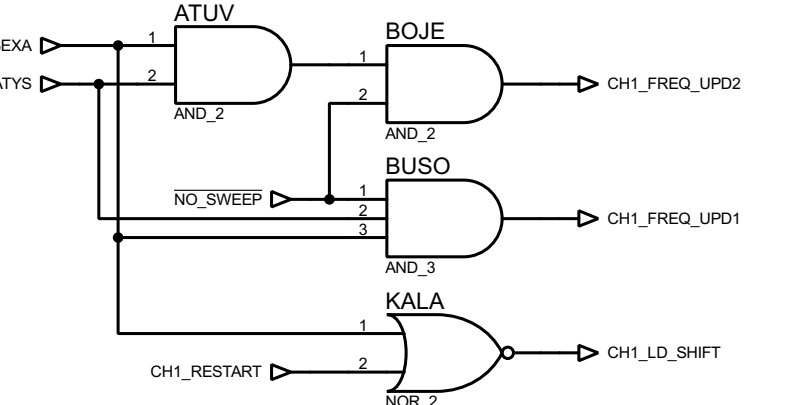 ATUV
EXA
1
ATYS
2
AND_2
BOJE
1
2
AND_2
CH1_FREQ_UPD2
BUSO
NO_SWEEP
1
2
3
AND_3
CH1_FREQ_UPD1
KALA
1
CH1_RESTART
2
NOR_2
CH1_LD_SHIFT